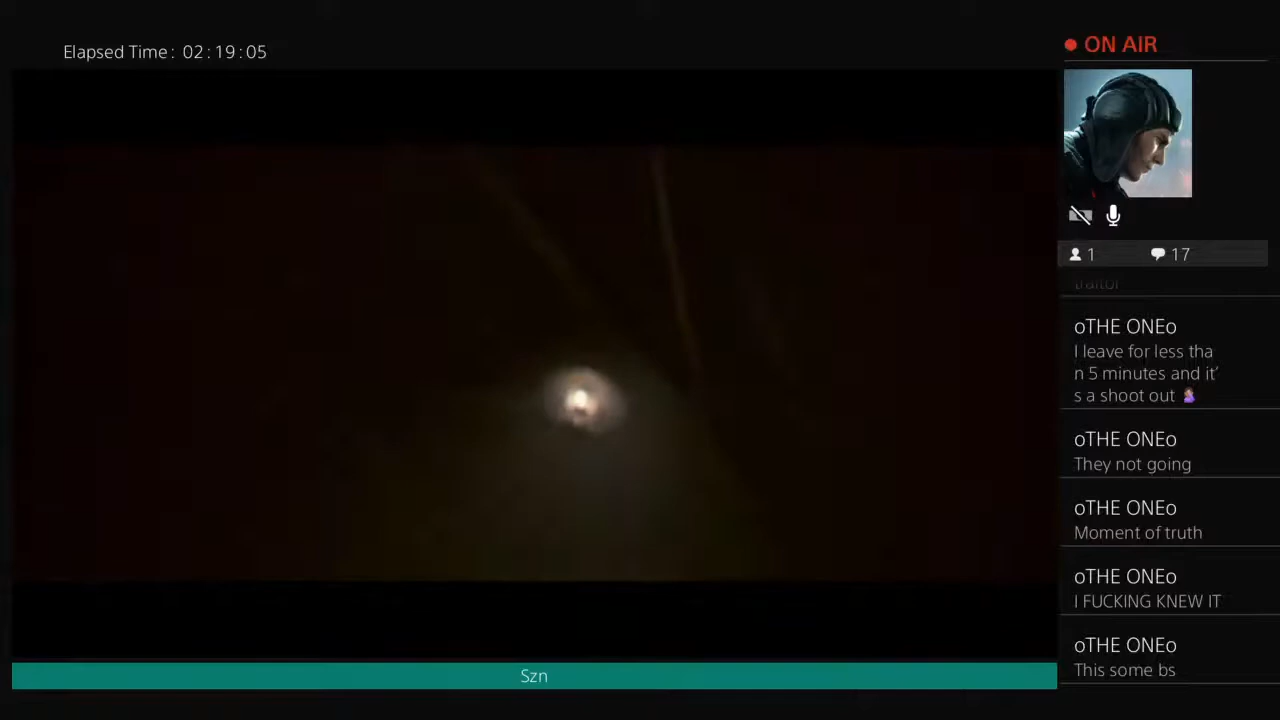 Elapsed Time: 02:19:05
ON AIR
1 17
traitor
oTHE ONEo
I leave for less tha
n 5 minutes and it'
s a shoot out 🤦🏽‍♀️
oTHE ONEo
They not going
oTHE ONEo
Moment of truth
oTHE ONEo
I FUCKING KNEW IT
oTHE ONEo
This some bs
Szn